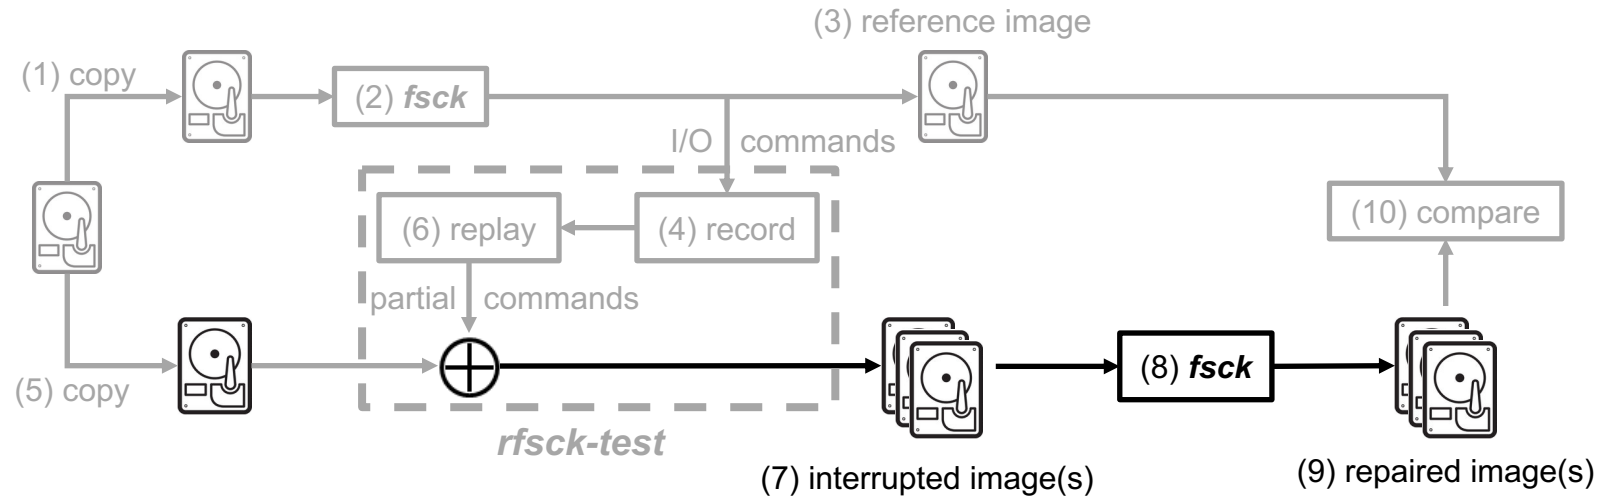 (3) reference image
(1) copy
(2) fsck
I/O commands
(6) replay
(4) record
(10) compare
partial commands
(8) fsck
(5) copy
rfsck-test
(7) interrupted image(s)
(9) repaired image(s)